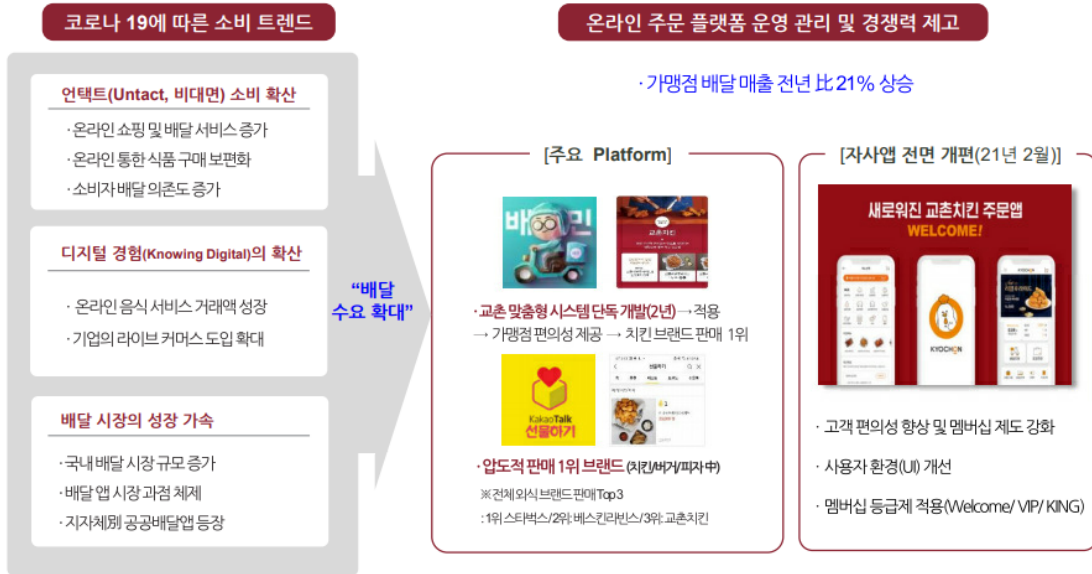 코로나 19에 따른 소비 트렌드
언택트(Untact, 비대면) 소비 확산
· 온라인 쇼핑 및 배달 서비스 증가
· 온라인 통한 식품 구매 보편화
· 소비자 배달 의존도 증가
디지털 경험(Knowing Digital)의 확산
· 온라인 음식 서비스 거래액 성장
· 기업의 라이브 커머스 도입 확대
배달 시장의 성장 가속
· 국내 배달 시장 규모 증가
· 배달 앱 시장 과점 체제
· 지자체別 공공배달앱 등장
“배달
수요 확대”
온라인 주문 플랫폼 운영 관리 및 경쟁력 제고
· 가맹점 배달 매출 전년 比 21% 상승
[주요 Platform]
배민
교촌치킨
· 교촌 맞춤형 시스템 단독 개발(2년) → 적용
→ 가맹점 편의성 제공 → 치킨 브랜드 판매 1위
KakaoTalk
선물하기
선물하기
· 압도적 판매 1위 브랜드 (치킨/버거/피자 中)
※ 전체 외식 브랜드 판매 Top3
: 1위 스타벅스/2위: 베스킨라빈스/3위: 교촌치킨
[자사앱 전면 개편(21년 2월)]
새로워진 교촌치킨 주문앱
WELCOME!
KYOCHON
KYOCHON
· 고객 편의성 향상 및 멤버십 제도 강화
· 사용자 환경(UI) 개선
· 멤버십 등급제 적용(Welcome/ VIP/ KING)